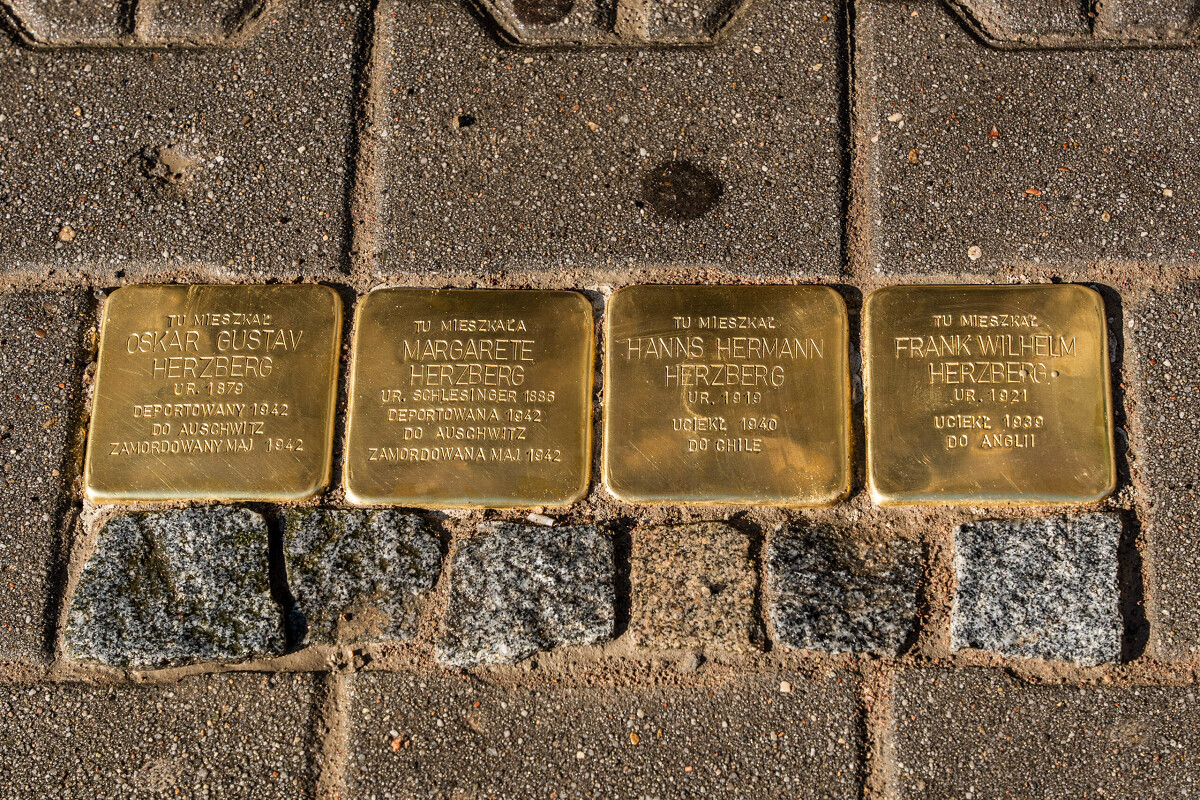 TU MIESZKAŁ
OSKAR GUSTAV
HERZBERG
UR. 1879
DEPORTOWANY 1942
DO AUSCHWITZ
ZAMORDOWANY MAJ 1942
TU MIESZKAŁA
MARGARETE
HERZBERG
UR. SCHLESINGER 1886
DEPORTOWANA 1942
DO AUSCHWITZ
ZAMORDOWANA MAJ 1942
TU MIESZKAŁ
HANNS HERMANN
HERZBERG
UR. 1919
UCIEKŁ 1940
DO CHILE
TU MIESZKAŁ
FRANK WILHELM
HERZBERG
UR. 1921
UCIEKŁ 1939
DO ANGLII